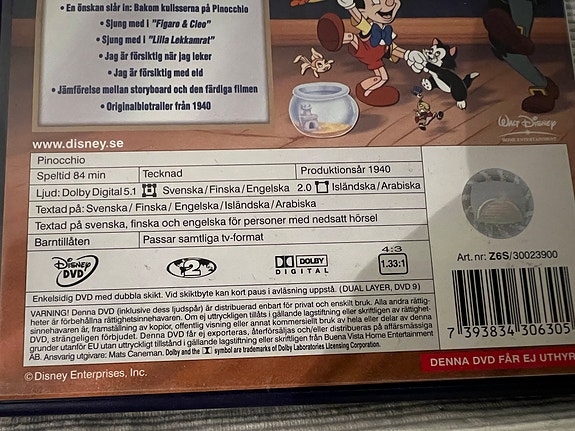 • En önskan slår in: Bakom kulisserna på Pinocchio
• Sjung med i "Figaro & Cleo"
• Sjung med i "Lilla Lekkamrat"
• Jag är försiktig när jag leker
• Jag är försiktig med eld
• Jämförelse mellan storyboard och den färdiga filmen
• Originalbiotrailer från 1940
WALT DISNEY
HOME ENTERTAINMENT
www.disney.se
Pinocchio
Speltid 84 min Tecknad Produktionsår 1940
Ljud: Dolby Digital 5.1 Svenska/Finska/Engelska 2.0 Isländska/Arabiska
Textad på: Svenska/Finska/Engelska/Isländska/Arabiska
Textad på svenska, finska och engelska för personer med nedsatt hörsel
Barntillåten Passar samtliga tv-format
Art. nr: Z6S/30023900
DISNEY DVD
2
DOLBY DIGITAL
4:3
1.33:1
Enkelsidig DVD med dubbla skikt. Vid skiktbyte kan kort paus i avläsning uppstå. (DUAL LAYER, DVD 9)
VARNING! Denna DVD (inklusive dess ljudspår) är distribuerad enbart för privat och enskilt bruk. Alla andra rättig-
heter är förbehållna rättighetsinnehavaren. Om ej uttryckligen tillåts i gällande lagstiftning eller av rättighet-
sinnehavaren, är framställning av kopior, offentlig visning eller annat kommersiellt bruk av hela eller delar av denna
DVD, strängeligen förbjudet. Denna DVD får ej exporteras, återförsäljas och/eller distribueras på affärsmässiga
grunder utanför EU utan uttryckligt tillstånd i gällande lagstiftning eller från Buena Vista Home Entertainment
AB. Ansvarig utgivare: Mats Caneman. Dolby and the symbol are trademarks of Dolby Laboratories Licensing Corporation.
7 393834 306305
DENNA DVD FÅR EJ UTHYR
© Disney Enterprises, Inc.